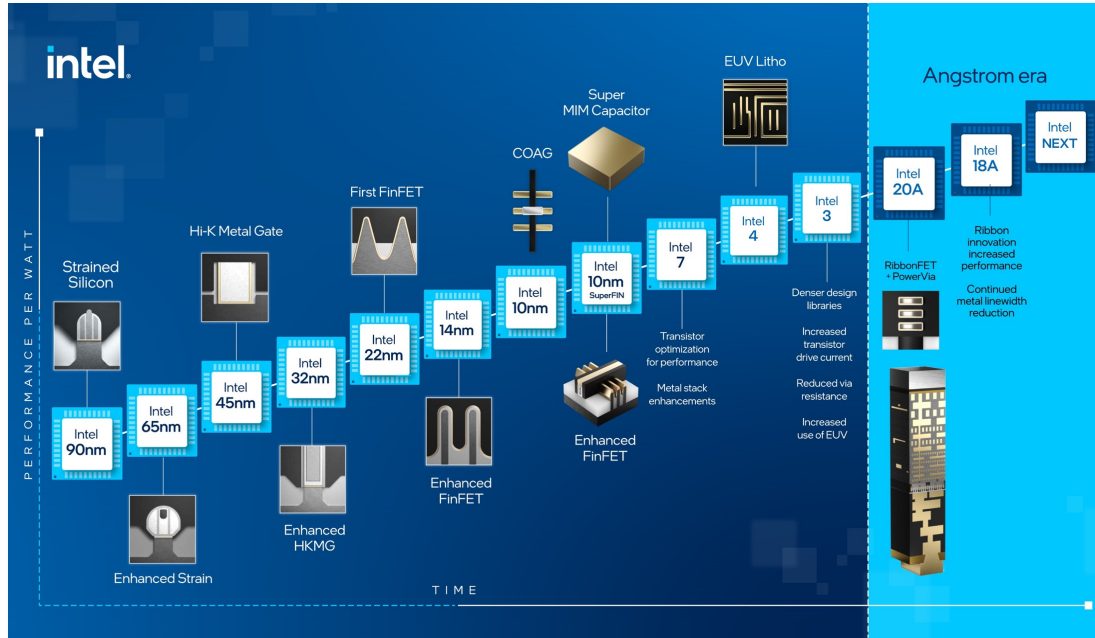 intel.
Angstrom era
PERFORMANCE PER WATT
TIME
Strained
Silicon
Intel
90nm
Intel
65nm
Enhanced Strain
Hi-K Metal Gate
Intel
45nm
Intel
32nm
Enhanced
HKMG
First FinFET
Intel
22nm
Intel
14nm
Enhanced
FinFET
COAG
Intel
10nm
Super
MIM Capacitor
Intel
10nm
SuperFIN
Enhanced
FinFET
Intel
7
Transistor
optimization
for performance
Metal stack
enhancements
EUV Litho
Intel
4
Intel
3
Denser design
libraries
Increased
transistor
drive current
Reduced via
resistance
Increased
use of EUV
Intel
20A
RibbonFET
+ PowerVia
Intel
18A
Ribbon
innovation
increased
performance
Continued
metal linewidth
reduction
Intel
NEXT